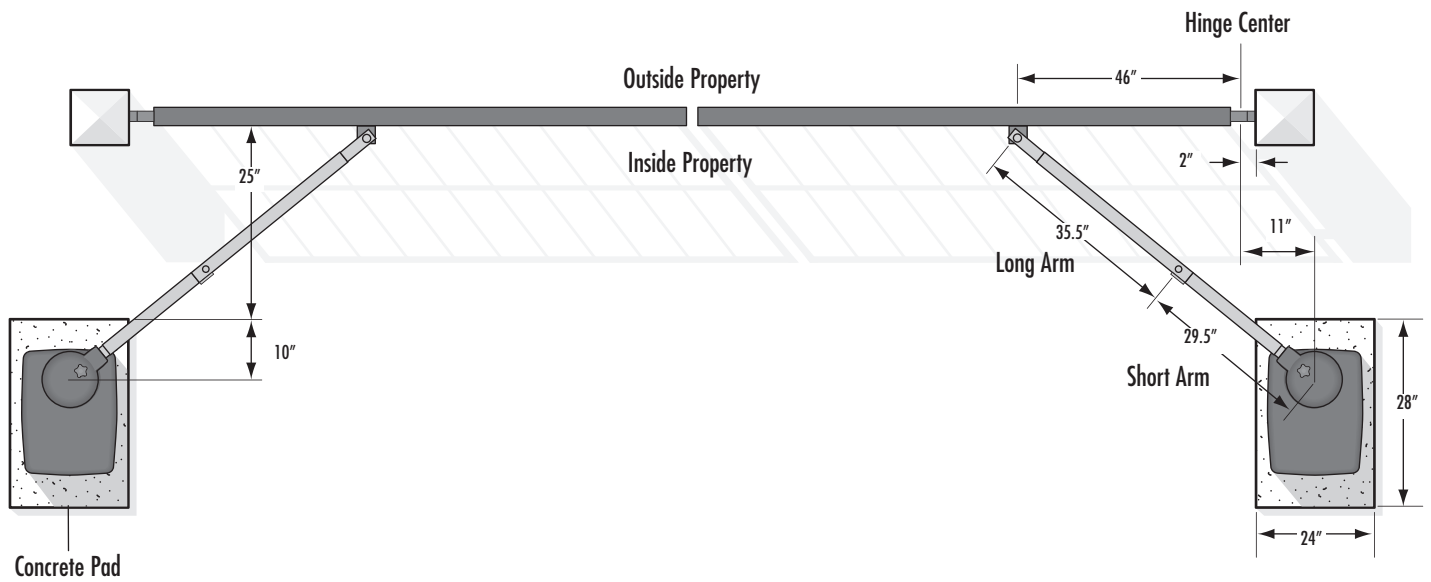 Hinge Center
Outside Property
46”
Inside Property
2”
25”
11”
35.5”
Long Arm
10”
29.5”
Short Arm
28”
24”
Concrete Pad